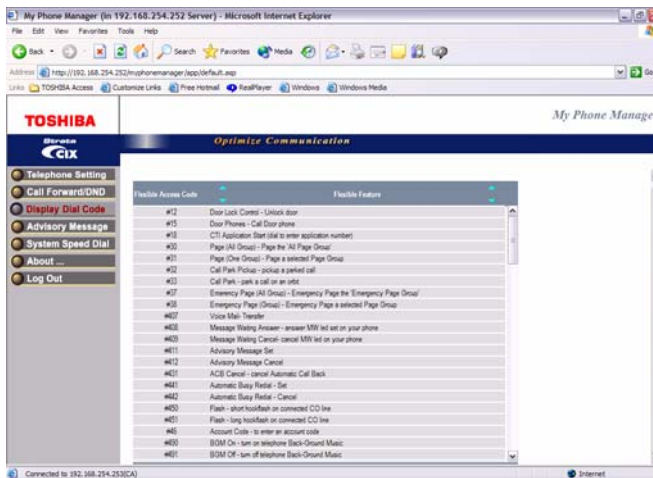 My Phone Manager (in 192.168.254.252 Server) - Microsoft Internet Explorer
File Edit View Favorites Tools Help
Back Search Favorites Media
Address http://192.168.254.252/myphonemanager/app/default.asp Go
Links TOSHIBA Access Customize Links Free Hotmail RealPlayer Windows Windows Media
TOSHIBA
My Phone Manage
Strata
CIX
Optimize Communication
Telephone Setting
Call Forward/DND
Display Dial Code
Advisory Message
System Speed Dial
About ...
Log Out
Flexible Access Code Flexible Feature
#12 Door Lock Control - Unlock door
#15 Door Phones - Call Door phone
#18 CTI Application Start (dial to enter application number)
#30 Page (All Group) - Page the 'All Page Group'
#31 Page (One Group) - Page a selected Page Group
#32 Call Park Pickup - pickup a parked call
#33 Call Park - park a call on an orbit
#37 Emerency Page (All Group) - Emergency Page the 'Emergency Page Group'
#38 Emergency Page (Group) - Emergency Page a selected Page Group
#407 Voice Mail- Transfer
#408 Message Waiting Answer - answer MW led set on your phone
#409 Message Waiting Cancel- cancel MW led on your phone
#411 Advisory Message Set
#412 Advisory Message Cancel
#431 ACB Cancel - cancel Automatic Call Back
#441 Automatic Busy Redial - Set
#442 Automatic Busy Redial - Cancel
#450 Flash - short hookflash on connected CO line
#451 Flash - long hookflash on connected CO line
#46 Account Code - to enter an account code
#490 BGM On - turn on telephone Back-Ground Music
#491 BGM Off - turn off telephone Back-Ground Music
Connected to 192.168.254.253(CA) Internet